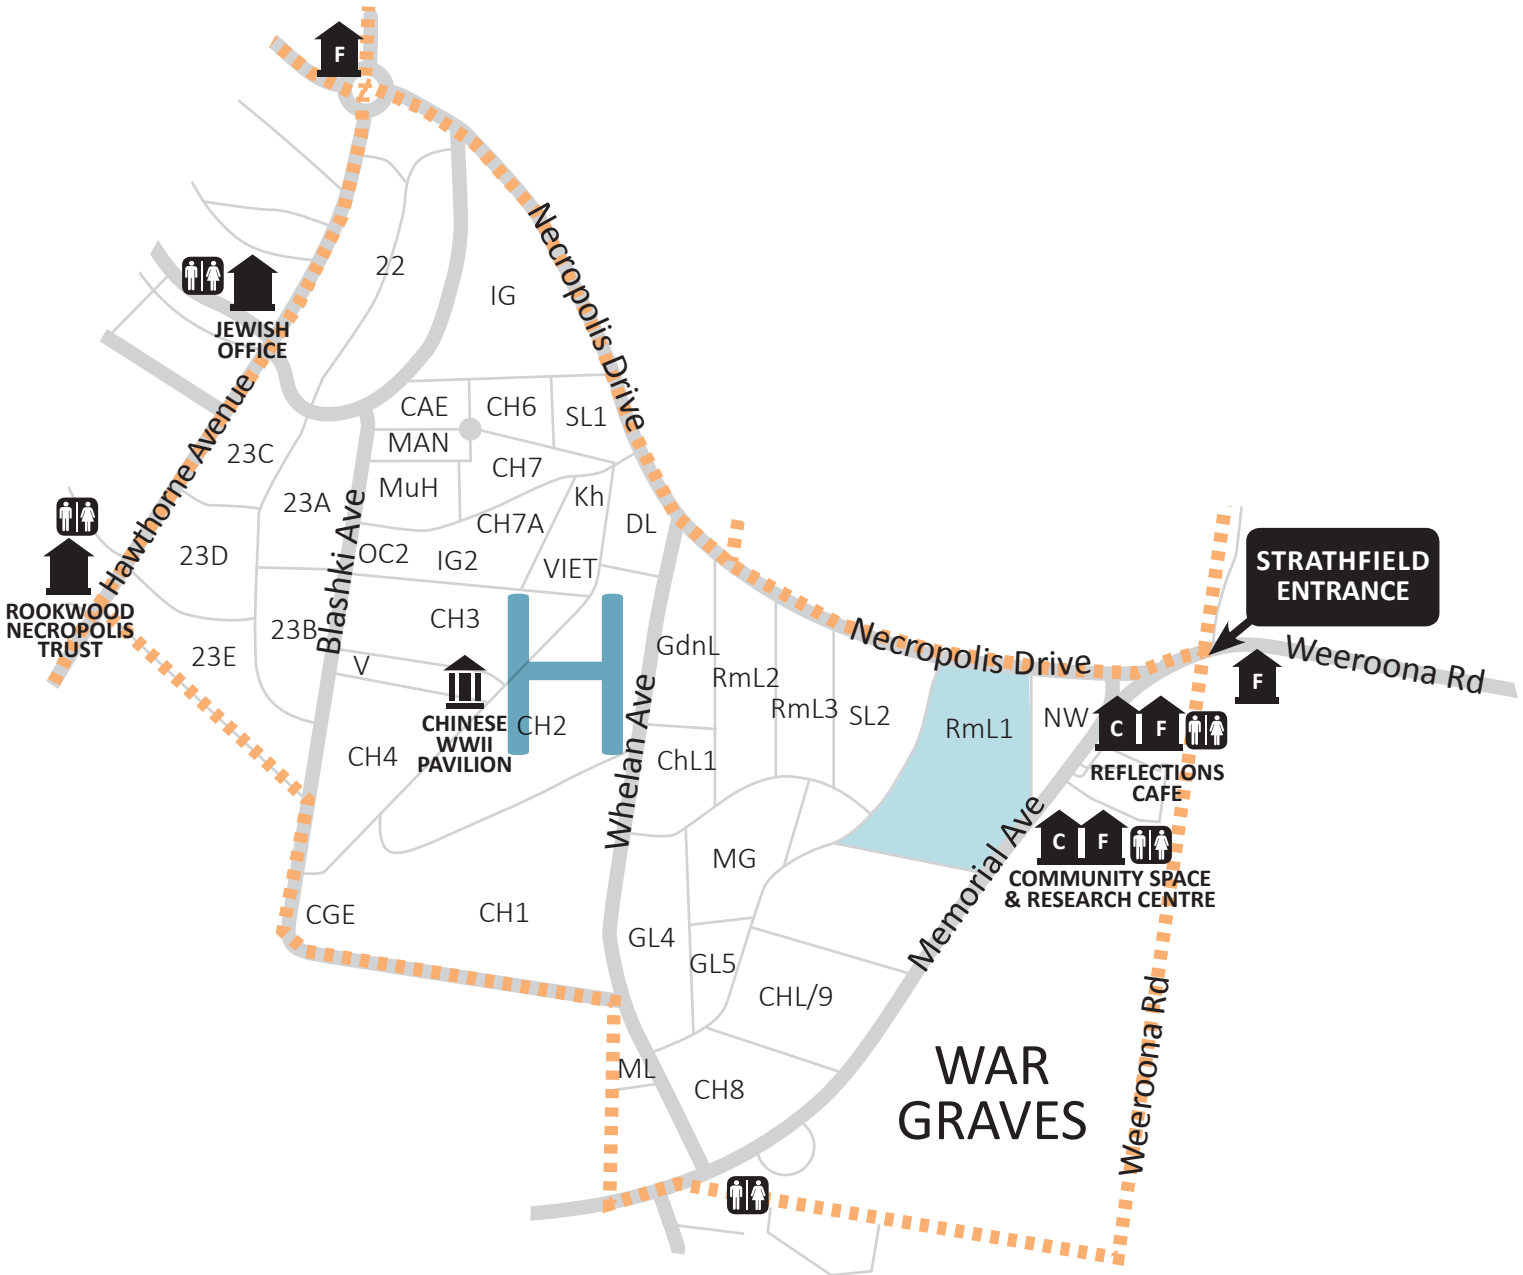 F
Necropolis Drive
22
IG
JEWISH
OFFICE
Hawthorne Avenue
CAE
CH6
SL1
MAN
23C
CH7
MuH
Kh
23A
Blashki Ave
CH7A
DL
OC2
IG2
VIET
23D
ROOKWOOD
NECROPOLIS
TRUST
23B
23E
CH3
V
H
CHINESE
WWII
PAVILION
CH2
CH4
GdnL
RmL2
RmL3
SL2
Necropolis Drive
RmL1
NW
STRATHFIELD
ENTRANCE
Weeroona Rd
F
C F
REFLECTIONS
CAFE
Whelan Ave
ChL1
MG
Memorial Ave
C F
COMMUNITY SPACE
& RESEARCH CENTRE
CGE
CH1
GL4
GL5
CHL/9
ML
CH8
WAR
GRAVES
Weeroona Rd